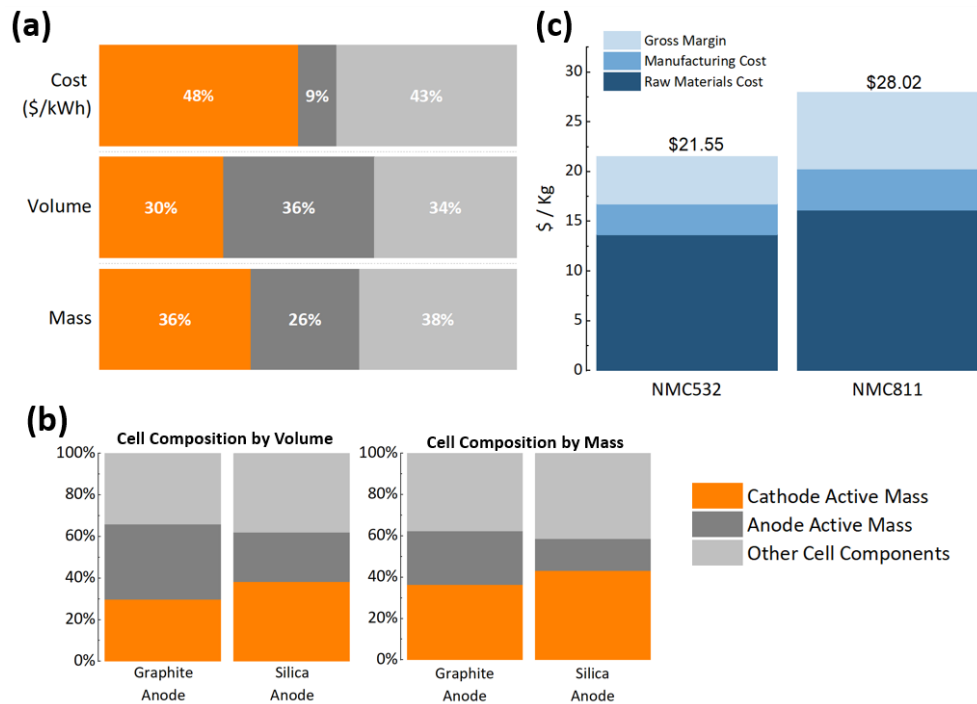 (a)
Cost
($/kWh)
48%
9%
43%
Volume
30%
36%
34%
Mass
36%
26%
38%
(c)
Gross Margin
Manufacturing Cost
Raw Materials Cost
$21.55
$28.02
$ / Kg
30
25
20
15
10
5
0
NMC532
NMC811
(b)
Cell Composition by Volume
100%
80%
60%
40%
20%
0%
Graphite
Anode
Silica
Anode
Cell Composition by Mass
100%
80%
60%
40%
20%
0%
Graphite
Anode
Silica
Anode
Cathode Active Mass
Anode Active Mass
Other Cell Components